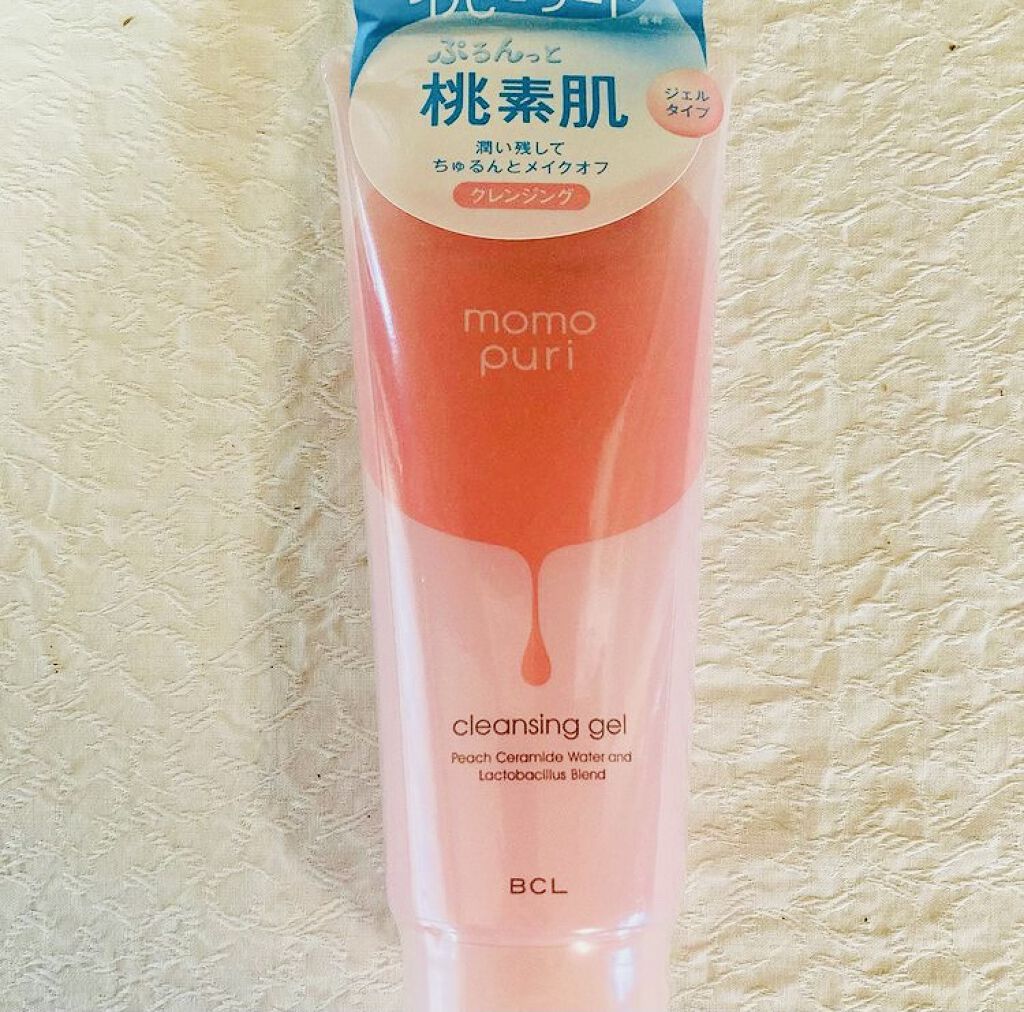 ぷるんっと
桃素肌
ジェル
タイプ
潤い残して
ちゅるんとメイクオフ
クレンジング
momo
puri
cleansing gel
Peach Ceramide Water and
Lactobacillus Blend
BCL